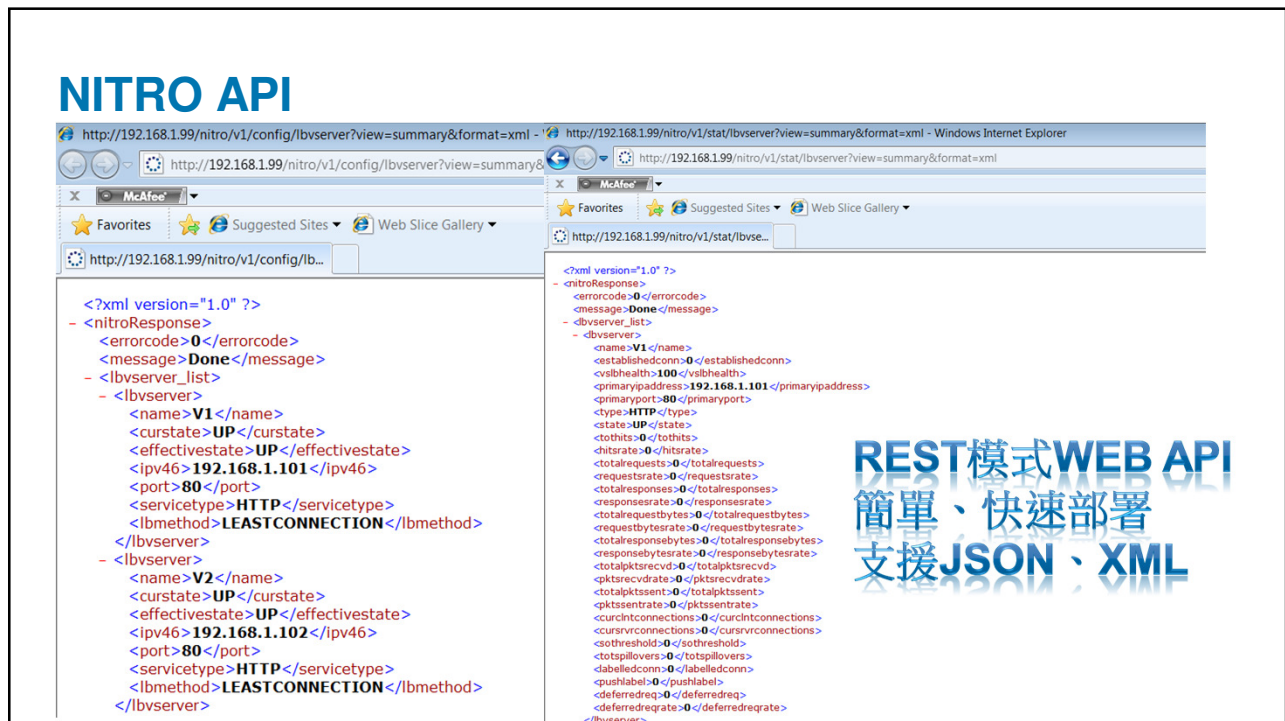 NITRO API
http://192.168.1.99/nitro/v1/config/lbvserver?view=summary&format=xml -
http://192.168.1.99/nitro/v1/config/lbvserver?view=summary&
X McAfee
Favorites Suggested Sites Web Slice Gallery
http://192.168.1.99/nitro/v1/config/lb...
<?xml version="1.0" ?>
- <nitroResponse>
<errorcode>0</errorcode>
<message>Done</message>
- <lbvserver_list>
- <lbvserver>
<name>V1</name>
<curstate>UP</curstate>
<effectivestate>UP</effectivestate>
<ipv46>192.168.1.101</ipv46>
<port>80</port>
<servicetype>HTTP</servicetype>
<lbmethod>LEASTCONNECTION</lbmethod>
</lbvserver>
- <lbvserver>
<name>V2</name>
<curstate>UP</curstate>
<effectivestate>UP</effectivestate>
<ipv46>192.168.1.102</ipv46>
<port>80</port>
<servicetype>HTTP</servicetype>
<lbmethod>LEASTCONNECTION</lbmethod>
</lbvserver>
http://192.168.1.99/nitro/v1/stat/lbvserver?view=summary&format=xml - Windows Internet Explorer
http://192.168.1.99/nitro/v1/stat/lbvserver?view=summary&format=xml
X McAfee
Favorites Suggested Sites Web Slice Gallery
http://192.168.1.99/nitro/v1/stat/lbvse...
<?xml version="1.0" ?>
- <nitroResponse>
<errorcode>0</errorcode>
<message>Done</message>
- <lbvserver_list>
- <lbvserver>
<name>V1</name>
<establishedconn>0</establishedconn>
<vslbhealth>100</vslbhealth>
<primaryipaddress>192.168.1.101</primaryipaddress>
<primaryport>80</primaryport>
<type>HTTP</type>
<state>UP</state>
<tothits>0</tothits>
<hitsrate>0</hitsrate>
<totalrequests>0</totalrequests>
<requestsrate>0</requestsrate>
<totalresponses>0</totalresponses>
<responsesrate>0</responsesrate>
<totalrequestbytes>0</totalrequestbytes>
<requestbytesrate>0</requestbytesrate>
<totalresponsebytes>0</totalresponsebytes>
<responsebytesrate>0</responsebytesrate>
<totalpktsrecvd>0</totalpktsrecvd>
<pktsrecvdrate>0</pktsrecvdrate>
<totalpktssent>0</totalpktssent>
<pktssentrate>0</pktssentrate>
<curclntconnections>0</curclntconnections>
<cursrvrconnections>0</cursrvrconnections>
<sothreshold>0</sothreshold>
<totspillovers>0</totspillovers>
<labelledconn>0</labelledconn>
<pushlabel>0</pushlabel>
<deferredreq>0</deferredreq>
<deferredreqrate>0</deferredreqrate>
</lbvserver>
REST模式WEB API
簡單、快速部署
支援JSON、XML